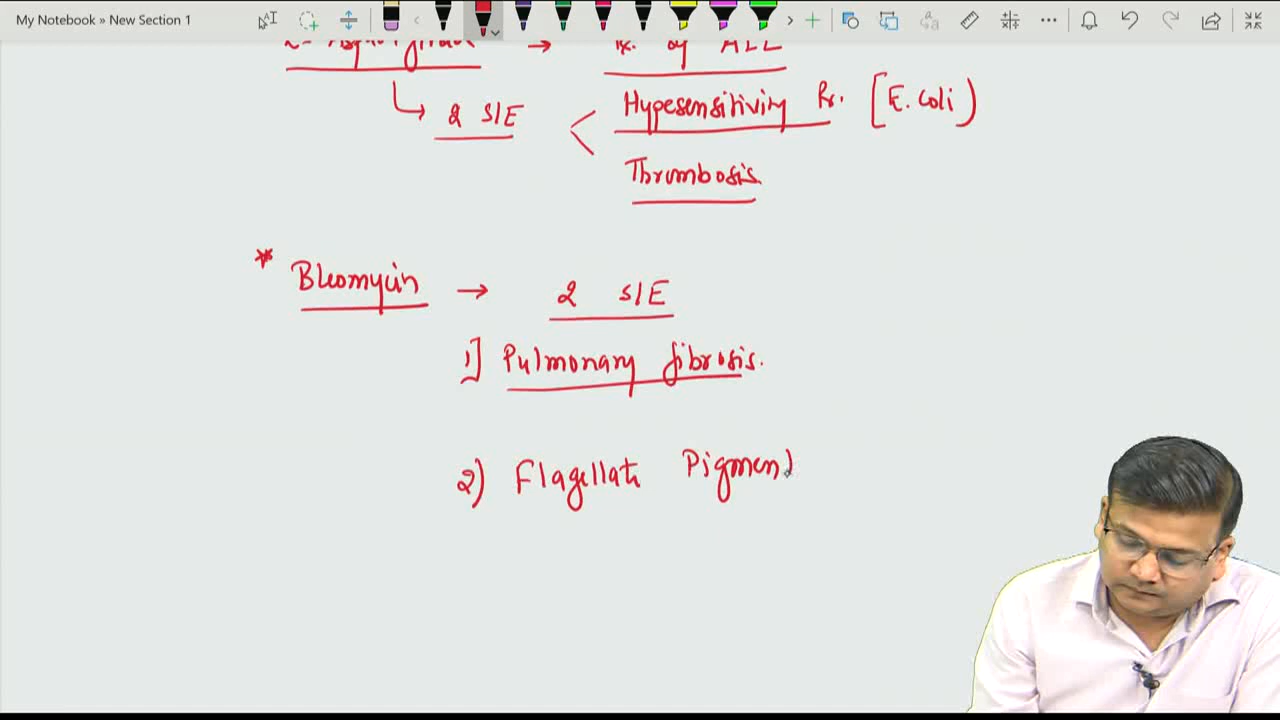 My Notebook » New Section 1
→ Rx. of ALL
2 S/E
Hypesensitivity Rx. [E. Coli)
Thrombosis
* Bleomycin → 2 S/E
1] Pulmonary fibrosis.
2) Flagellate Pigment